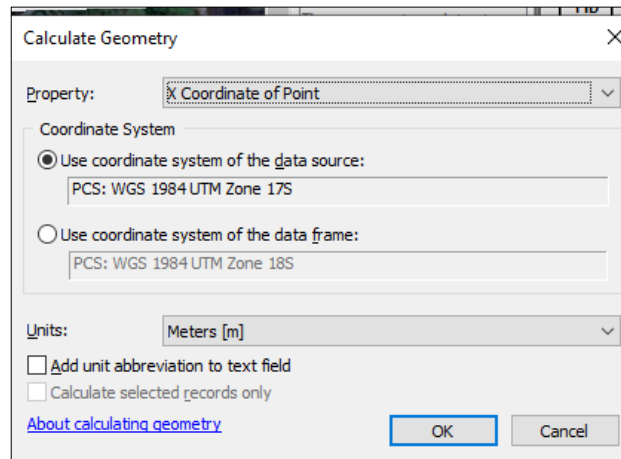 Calculate Geometry
Property: X Coordinate of Point
Coordinate System
Use coordinate system of the data source:
PCS: WGS 1984 UTM Zone 17S
Use coordinate system of the data frame:
PCS: WGS 1984 UTM Zone 18S
Units: Meters [m]
Add unit abbreviation to text field
Calculate selected records only
About calculating geometry
OK Cancel